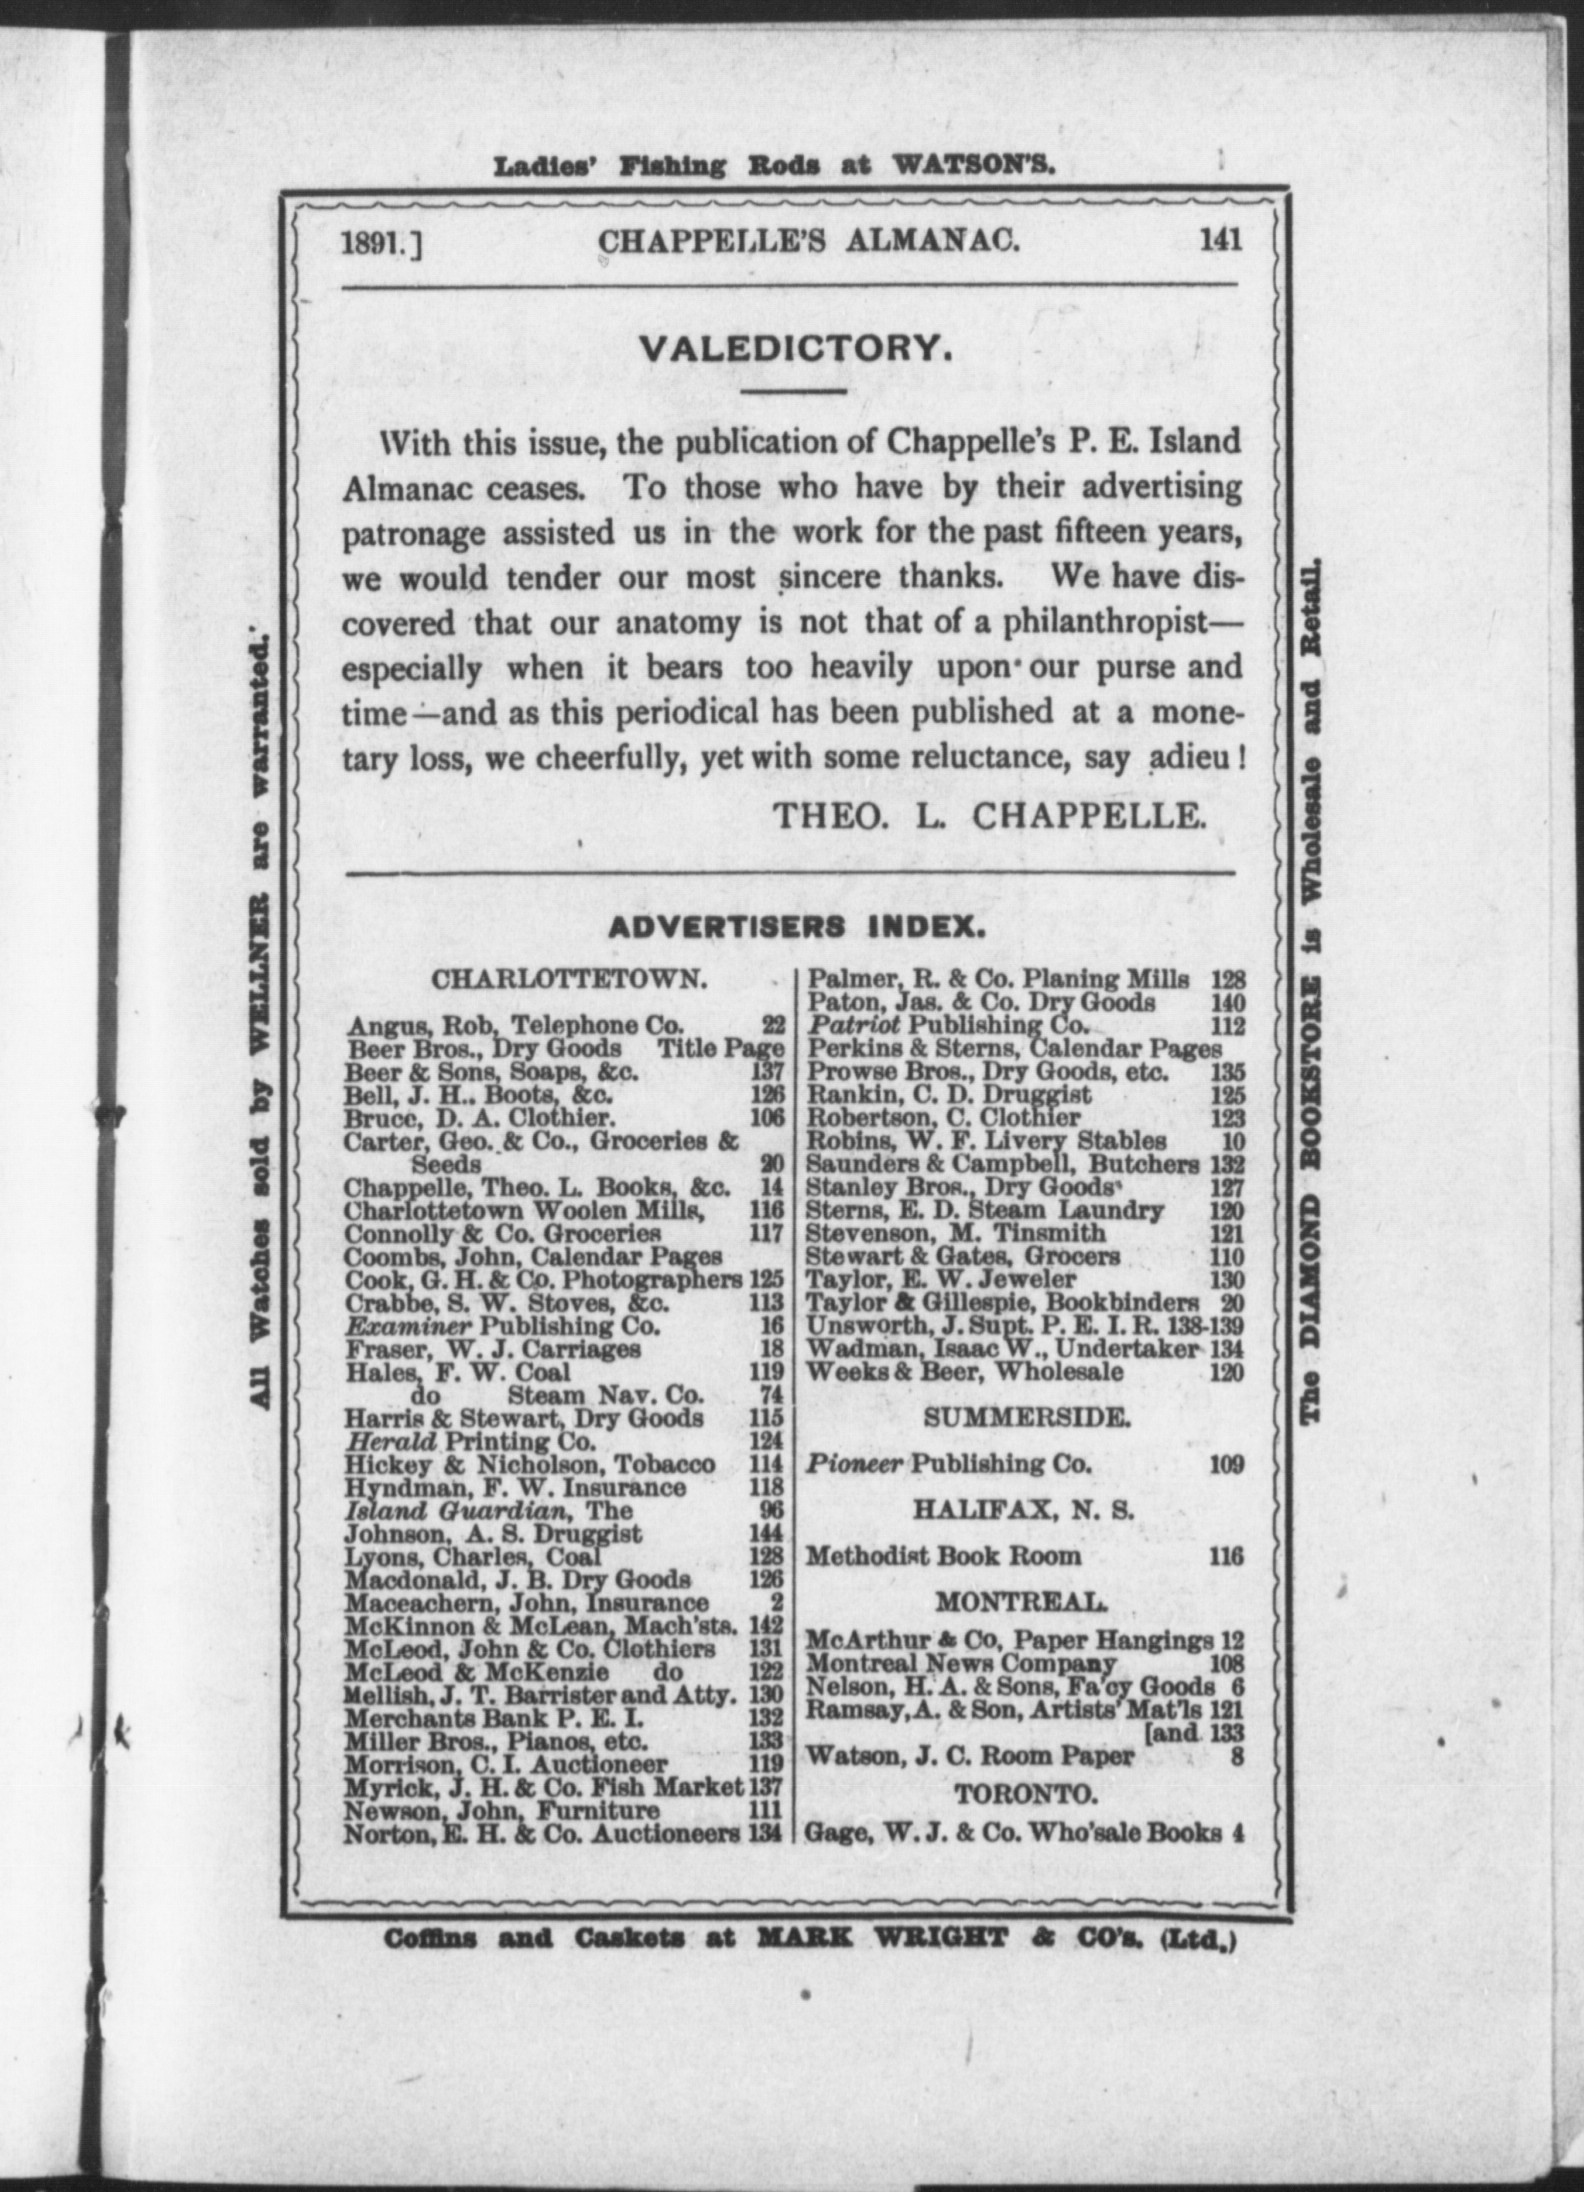 Ladies' Fishing Rods at WATSON'S.
1891.] CHAPPELLE'S ALMANAC. 141
VALEDICTORY.
With this issue, the publication of Chappelle's P. E. Island
Almanac ceases. To those who have by their advertising
patronage assisted us in the work for the past fifteen years,
we would tender our most sincere thanks. We have dis-
covered that our anatomy is not that of a philanthropist—
especially when it bears too heavily upon our purse and
time—and as this periodical has been published at a mone-
tary loss, we cheerfully, yet with some reluctance, say adieu!
THEO. L. CHAPPELLE.
ADVERTISERS INDEX.
CHARLOTTETOWN.
Angus, Rob, Telephone Co. 22
Beer Bros., Dry Goods Title Page
Beer & Sons, Soaps, &c. 137
Bell, J. H.. Boots, &c. 126
Bruce, D. A. Clothier. 106
Carter, Geo. & Co., Groceries &
Seeds 20
Chappelle, Theo. L. Books, &c. 14
Charlottetown Woolen Mills, 116
Connolly & Co. Groceries 117
Coombs, John, Calendar Pages
Cook, G. H. & Co. Photographers 125
Crabbe, S. W. Stoves, &c. 113
Examiner Publishing Co. 16
Fraser, W. J. Carriages 18
Hales, F. W. Coal 119
do Steam Nav. Co. 74
Harris & Stewart, Dry Goods 115
Herald Printing Co. 124
Hickey & Nicholson, Tobacco 114
Hyndman, F. W. Insurance 118
Island Guardian, The 96
Johnson, A. S. Druggist 144
Lyons, Charles, Coal 128
Macdonald, J. B. Dry Goods 126
Maceachern, John, Insurance 2
McKinnon & McLean, Mach'sts. 142
McLeod, John & Co. Clothiers 131
McLeod & McKenzie do 122
Mellish, J. T. Barrister and Atty. 130
Merchants Bank P. E. I. 132
Miller Bros., Pianos, etc. 133
Morrison, C. I. Auctioneer 119
Myrick, J. H. & Co. Fish Market 137
Newson, John, Furniture 111
Norton, E. H. & Co. Auctioneers 134
Palmer, R. & Co. Planing Mills 128
Paton, Jas. & Co. Dry Goods 140
Patriot Publishing Co. 112
Perkins & Sterns, Calendar Pages
Prowse Bros., Dry Goods, etc. 135
Rankin, C. D. Druggist 125
Robertson, C. Clothier 123
Robins, W. F. Livery Stables 10
Saunders & Campbell, Butchers 132
Stanley Bros., Dry Goods 127
Sterns, E. D. Steam Laundry 120
Stevenson, M. Tinsmith 121
Stewart & Gates, Grocers 110
Taylor, E. W. Jeweler 130
Taylor & Gillespie, Bookbinders 20
Unsworth, J. Supt. P. E. I. R. 138-139
Wadman, Isaac W., Undertaker 134
Weeks & Beer, Wholesale 120
SUMMERSIDE.
Pioneer Publishing Co. 109
HALIFAX, N. S.
Methodist Book Room 116
MONTREAL.
McArthur & Co, Paper Hangings 12
Montreal News Company 108
Nelson, H. A. & Sons, Fa'cy Goods 6
Ramsay, A. & Son, Artists' Mat'ls 121
[and 133
Watson, J. C. Room Paper 8
TORONTO.
Gage, W. J. & Co. Who'sale Books 4
All Watches sold by WELLNER are warranted.
The DIAMOND BOOKSTORE is Wholesale and Retail.
Coffins and Caskets at MARK WRIGHT & CO's. (Ltd.)